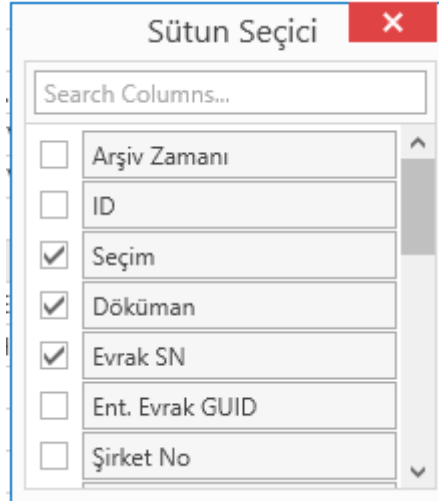 Sütun Seçici
Search Columns...
Arşiv Zamanı
ID
Seçim
Döküman
Evrak SN
Ent. Evrak GUID
Şirket No